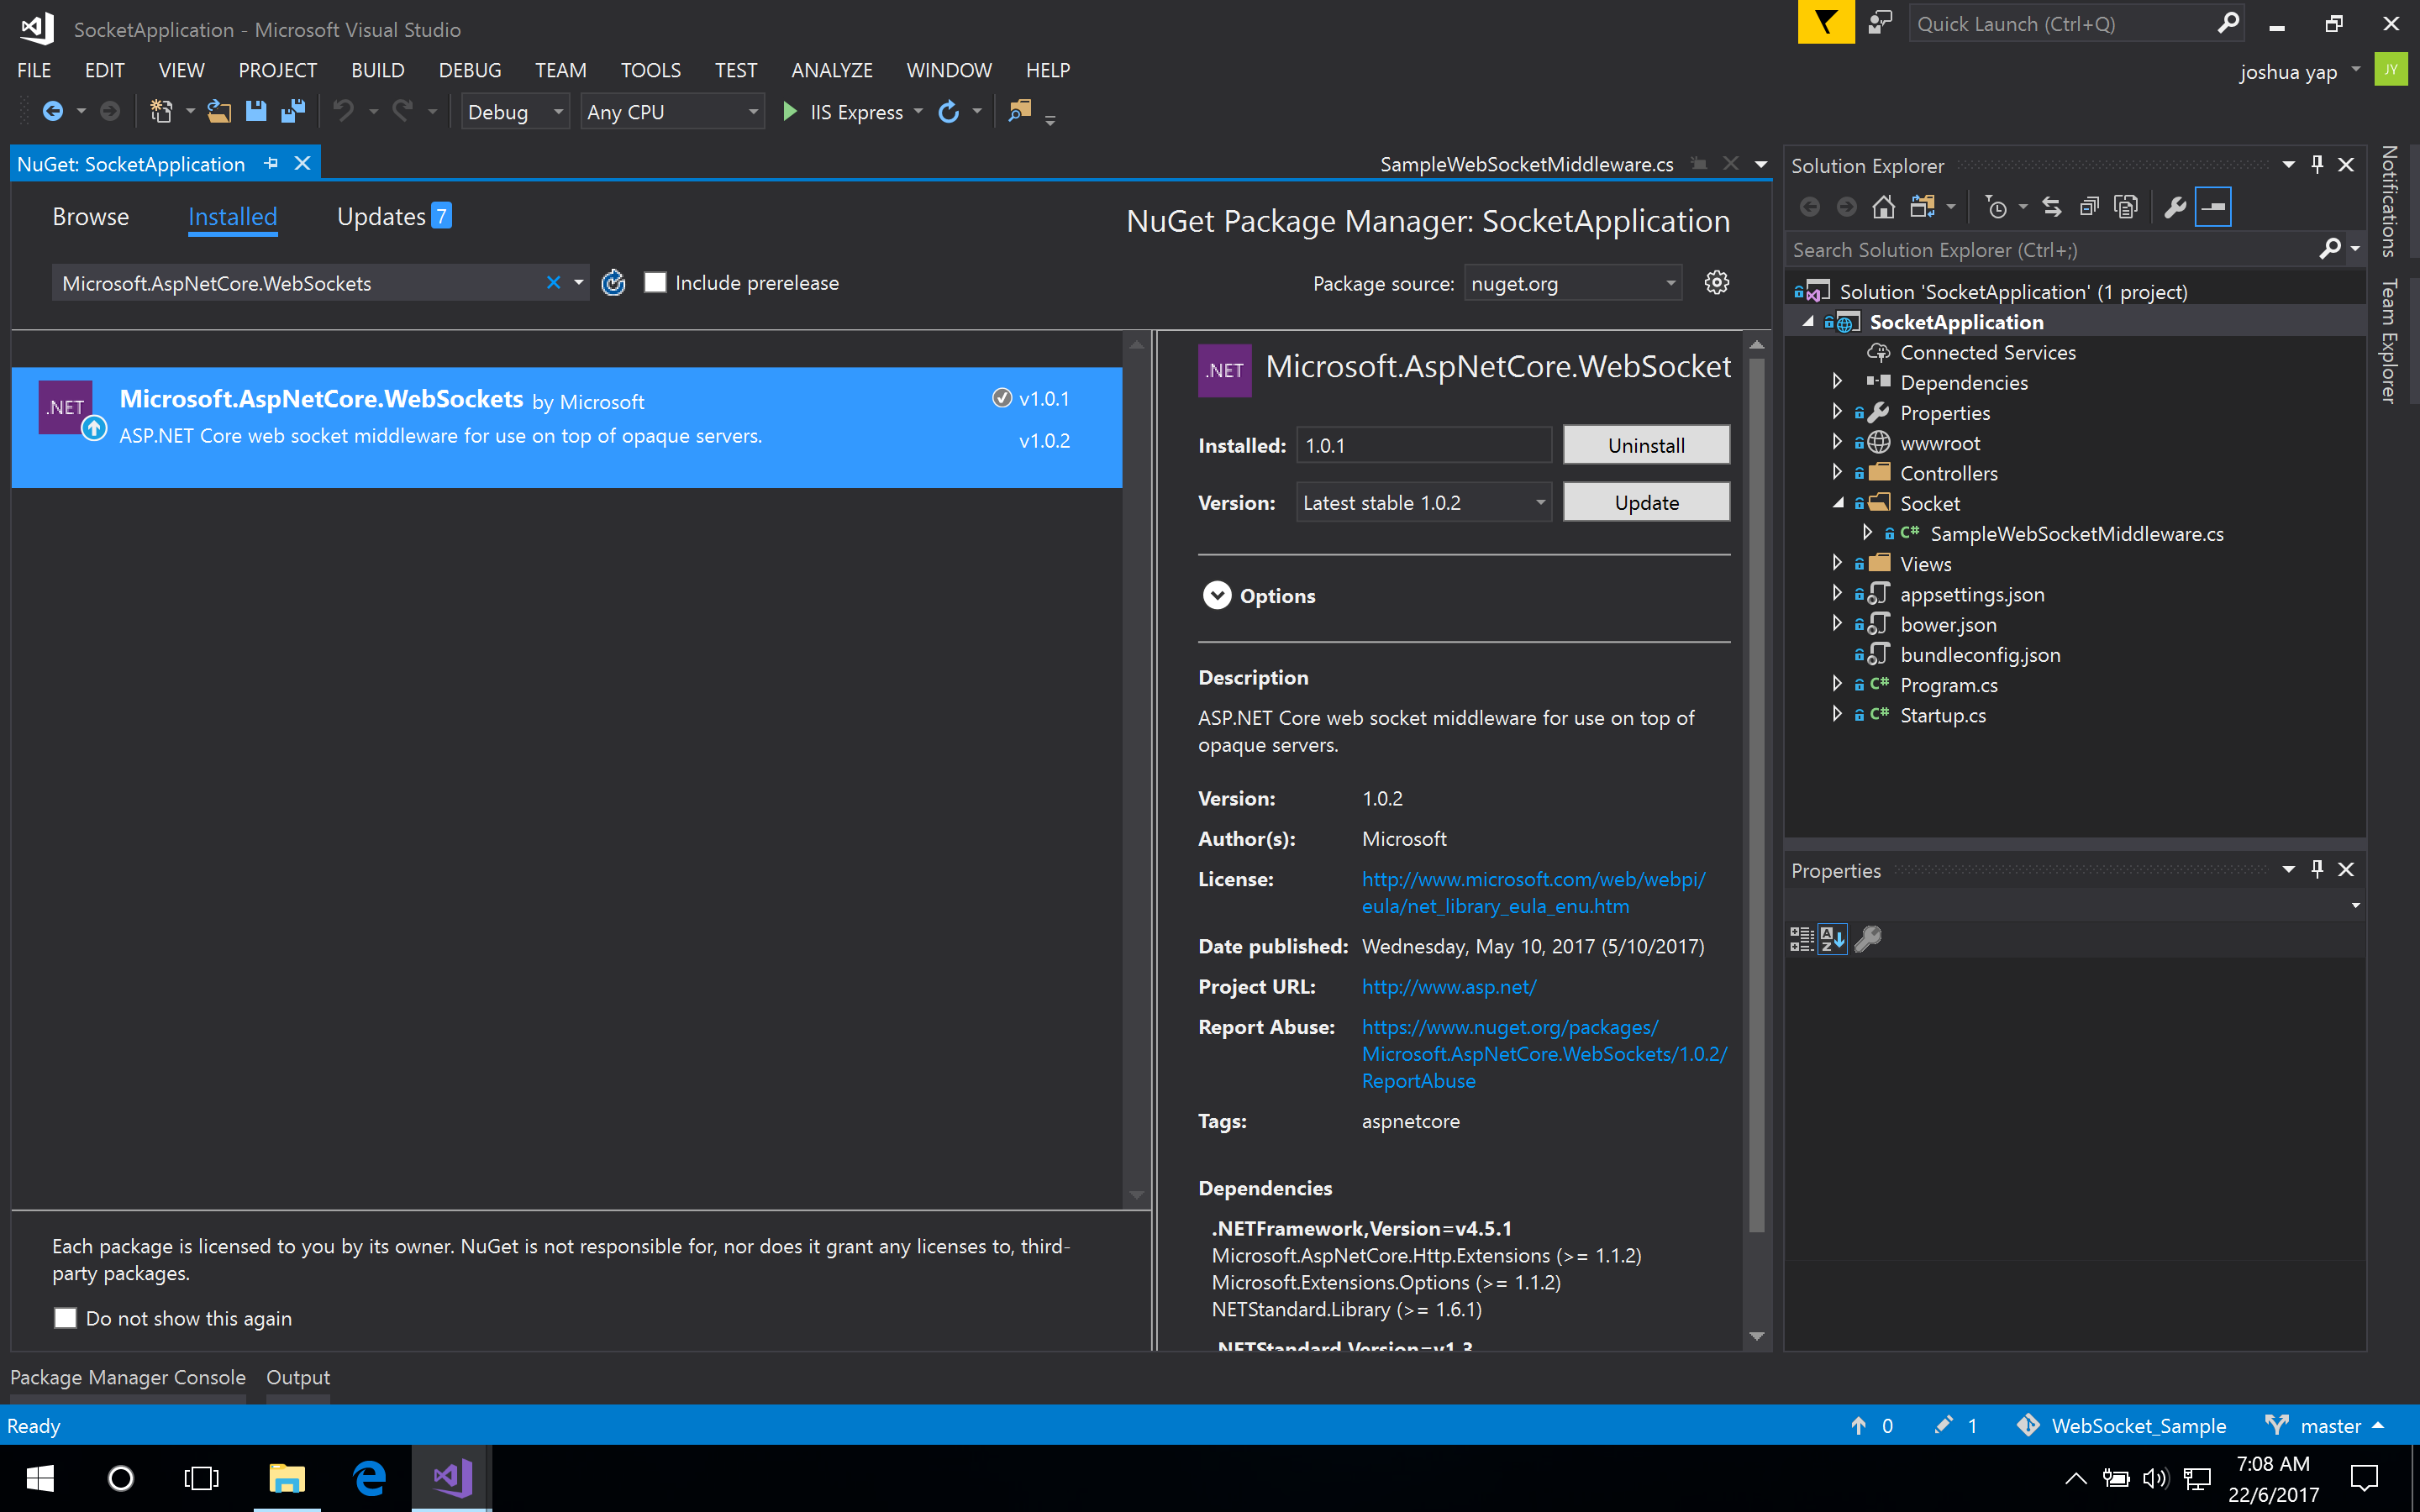 SocketApplication - Microsoft Visual Studio
Quick Launch (Ctrl+Q)
FILE EDIT VIEW PROJECT BUILD DEBUG TEAM TOOLS TEST ANALYZE WINDOW HELP
joshua yap
JY
Debug
Any CPU
IIS Express
NuGet: SocketApplication
SampleWebSocketMiddleware.cs
Browse
Installed
Updates 7
NuGet Package Manager: SocketApplication
Microsoft.AspNetCore.WebSockets
Include prerelease
Package source: nuget.org
.NET
Microsoft.AspNetCore.WebSockets by Microsoft
v1.0.1
ASP.NET Core web socket middleware for use on top of opaque servers.
v1.0.2
Each package is licensed to you by its owner. NuGet is not responsible for, nor does it grant any licenses to, third-
party packages.
Do not show this again
.NET
Microsoft.AspNetCore.WebSocket
Installed: 1.0.1 Uninstall
Version: Latest stable 1.0.2 Update
Options
Description
ASP.NET Core web socket middleware for use on top of
opaque servers.
Version: 1.0.2
Author(s): Microsoft
License: http://www.microsoft.com/web/webpi/
eula/net_library_eula_enu.htm
Date published: Wednesday, May 10, 2017 (5/10/2017)
Project URL: http://www.asp.net/
Report Abuse: https://www.nuget.org/packages/
Microsoft.AspNetCore.WebSockets/1.0.2/
ReportAbuse
Tags: aspnetcore
Dependencies
.NETFramework,Version=v4.5.1
Microsoft.AspNetCore.Http.Extensions (>= 1.1.2)
Microsoft.Extensions.Options (>= 1.1.2)
NETStandard.Library (>= 1.6.1)
.NETStandard,Version=v1.3
Solution Explorer
Search Solution Explorer (Ctrl+;)
Solution 'SocketApplication' (1 project)
SocketApplication
Connected Services
Dependencies
Properties
wwwroot
Controllers
Socket
C# SampleWebSocketMiddleware.cs
Views
appsettings.json
bower.json
bundleconfig.json
C# Program.cs
C# Startup.cs
Properties
Notifications
Team Explorer
Package Manager Console
Output
Ready
0
1
WebSocket_Sample
master
7:08 AM
22/6/2017